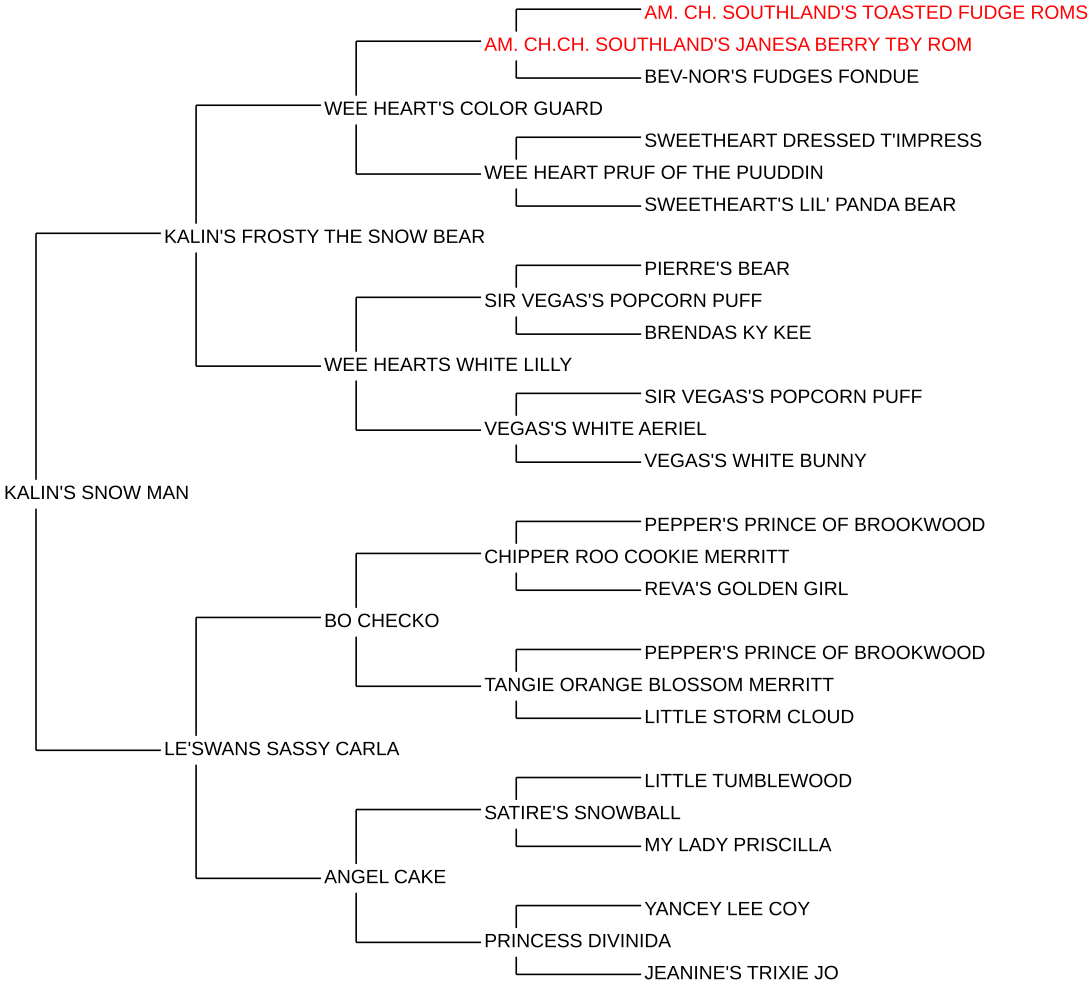 AM. CH. SOUTHLAND'S TOASTED FUDGE ROMS
AM. CH.CH. SOUTHLAND'S JANESA BERRY TBY ROM
BEV-NOR'S FUDGES FONDUE
WEE HEART'S COLOR GUARD
SWEETHEART DRESSED T'IMPRESS
WEE HEART PRUF OF THE PUUDDIN
SWEETHEART'S LIL' PANDA BEAR
KALIN'S FROSTY THE SNOW BEAR
PIERRE'S BEAR
SIR VEGAS'S POPCORN PUFF
BRENDAS KY KEE
WEE HEARTS WHITE LILLY
SIR VEGAS'S POPCORN PUFF
VEGAS'S WHITE AERIEL
VEGAS'S WHITE BUNNY
KALIN'S SNOW MAN
PEPPER'S PRINCE OF BROOKWOOD
CHIPPER ROO COOKIE MERRITT
REVA'S GOLDEN GIRL
BO CHECKO
PEPPER'S PRINCE OF BROOKWOOD
TANGIE ORANGE BLOSSOM MERRITT
LITTLE STORM CLOUD
LE'SWANS SASSY CARLA
LITTLE TUMBLEWOOD
SATIRE'S SNOWBALL
MY LADY PRISCILLA
ANGEL CAKE
YANCEY LEE COY
PRINCESS DIVINIDA
JEANINE'S TRIXIE JO